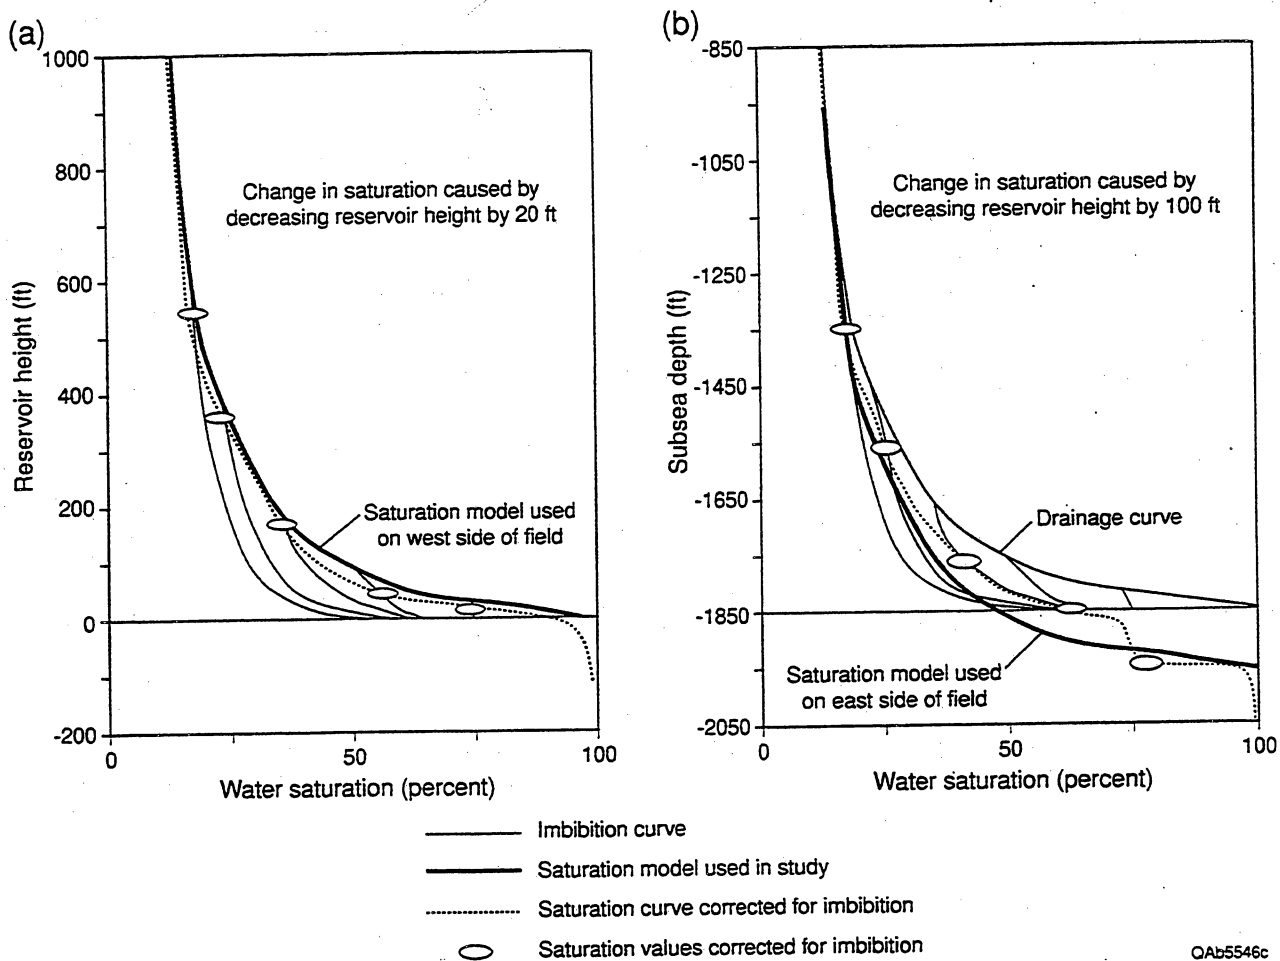 (a)
1000
800
600
400
200
0
-200
Reservoir height (ft)
Change in saturation caused by
decreasing reservoir height by 20 ft
Saturation model used
on west side of field
0
50
100
Water saturation (percent)
(b)
-850
-1050
-1250
-1450
-1650
-1850
-2050
Subsea depth (ft)
Change in saturation caused by
decreasing reservoir height by 100 ft
Drainage curve
Saturation model used
on east side of field
0
50
100
Water saturation (percent)
Imbibition curve
Saturation model used in study
Saturation curve corrected for imbibition
Saturation values corrected for imbibition
QAb5546c